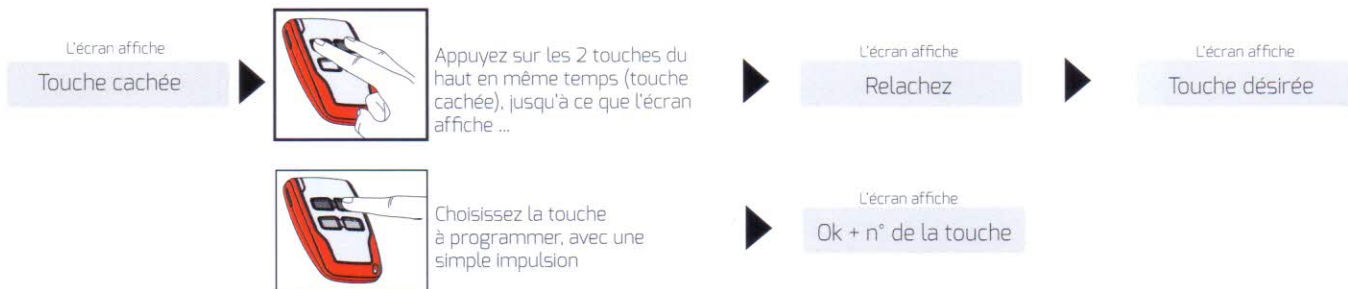 L'écran affiche
Touche cachée
Appuyez sur les 2 touches du
haut en même temps (touche
cachée), jusqu'à ce que l'écran
affiche ...
L'écran affiche
Relachez
L'écran affiche
Touche désirée
Choisissez la touche
à programmer, avec une
simple impulsion
L'écran affiche
Ok + n° de la touche